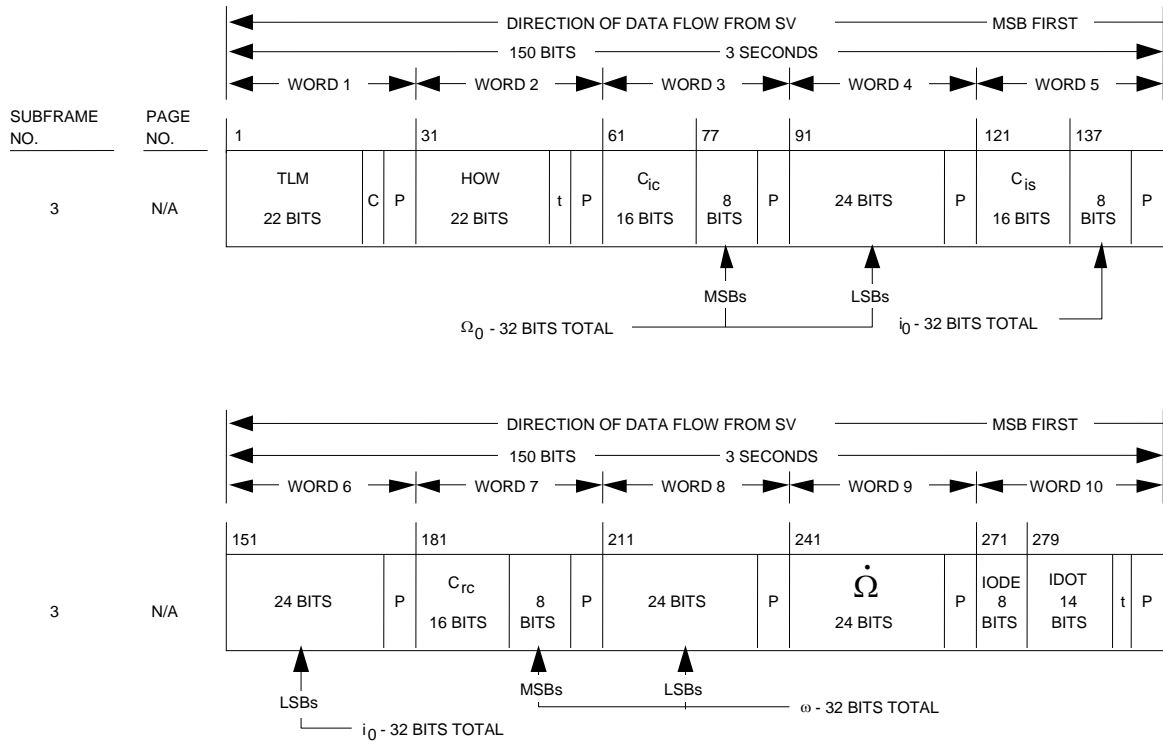 DIRECTION OF DATA FLOW FROM SV MSB FIRST
150 BITS 3 SECONDS
WORD 1 WORD 2 WORD 3 WORD 4 WORD 5
SUBFRAME NO. PAGE NO.
1 31 61 77 91 121 137
3 N/A
TLM 22 BITS C P HOW 22 BITS t P Cic 16 BITS 8 BITS P 24 BITS P Cis 16 BITS 8 BITS P
MSBs LSBs
Ω0 - 32 BITS TOTAL i0 - 32 BITS TOTAL
DIRECTION OF DATA FLOW FROM SV MSB FIRST
150 BITS 3 SECONDS
WORD 6 WORD 7 WORD 8 WORD 9 WORD 10
151 181 211 241 271 279
3 N/A
24 BITS P Crc 16 BITS 8 BITS P 24 BITS P Ω̇ 24 BITS P IODE 8 BITS IDOT 14 BITS t P
LSBs MSBs LSBs
i0 - 32 BITS TOTAL ω - 32 BITS TOTAL